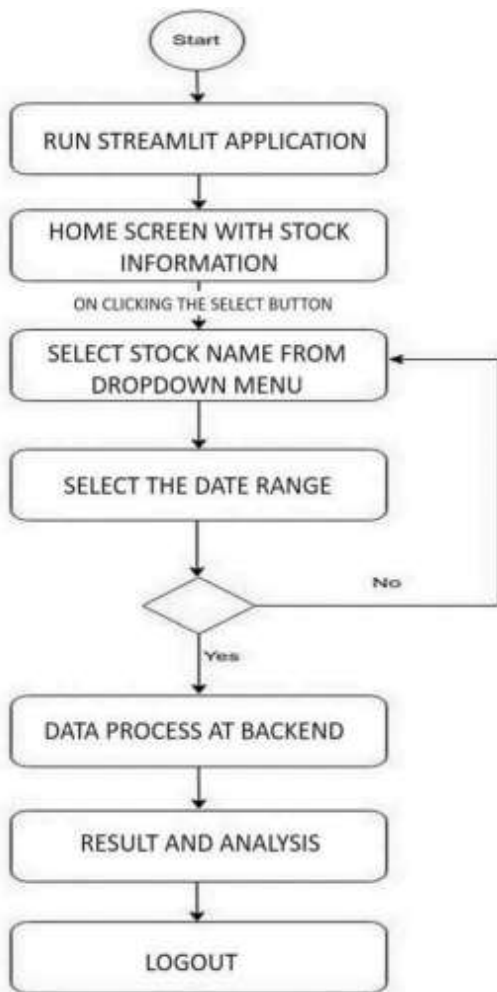 Start
RUN STREAMLIT APPLICATION
HOME SCREEN WITH STOCK
INFORMATION
ON CLICKING THE SELECT BUTTON
SELECT STOCK NAME FROM
DROPDOWN MENU
SELECT THE DATE RANGE
No
Yes
DATA PROCESS AT BACKEND
RESULT AND ANALYSIS
LOGOUT